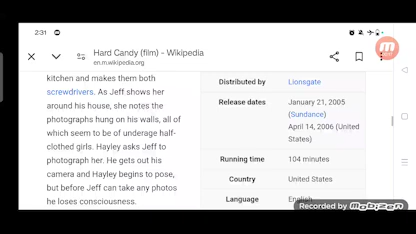 2:31
Hard Candy (film) - Wikipedia
en.m.wikipedia.org
kitchen and makes them both
screwdrivers. As Jeff shows her
around his house, she notes the
photographs hung on his walls, all
of which seem to be of underage half-
clothed girls. Hayley asks Jeff to
photograph her. He gets out his
camera and Hayley begins to pose,
but before Jeff can take any photos
he loses consciousness.
Distributed by Lionsgate
Release dates January 21, 2005
(Sundance)
April 14, 2006 (United
States)
Running time 104 minutes
Country United States
Language English
Recorded by Mobizen